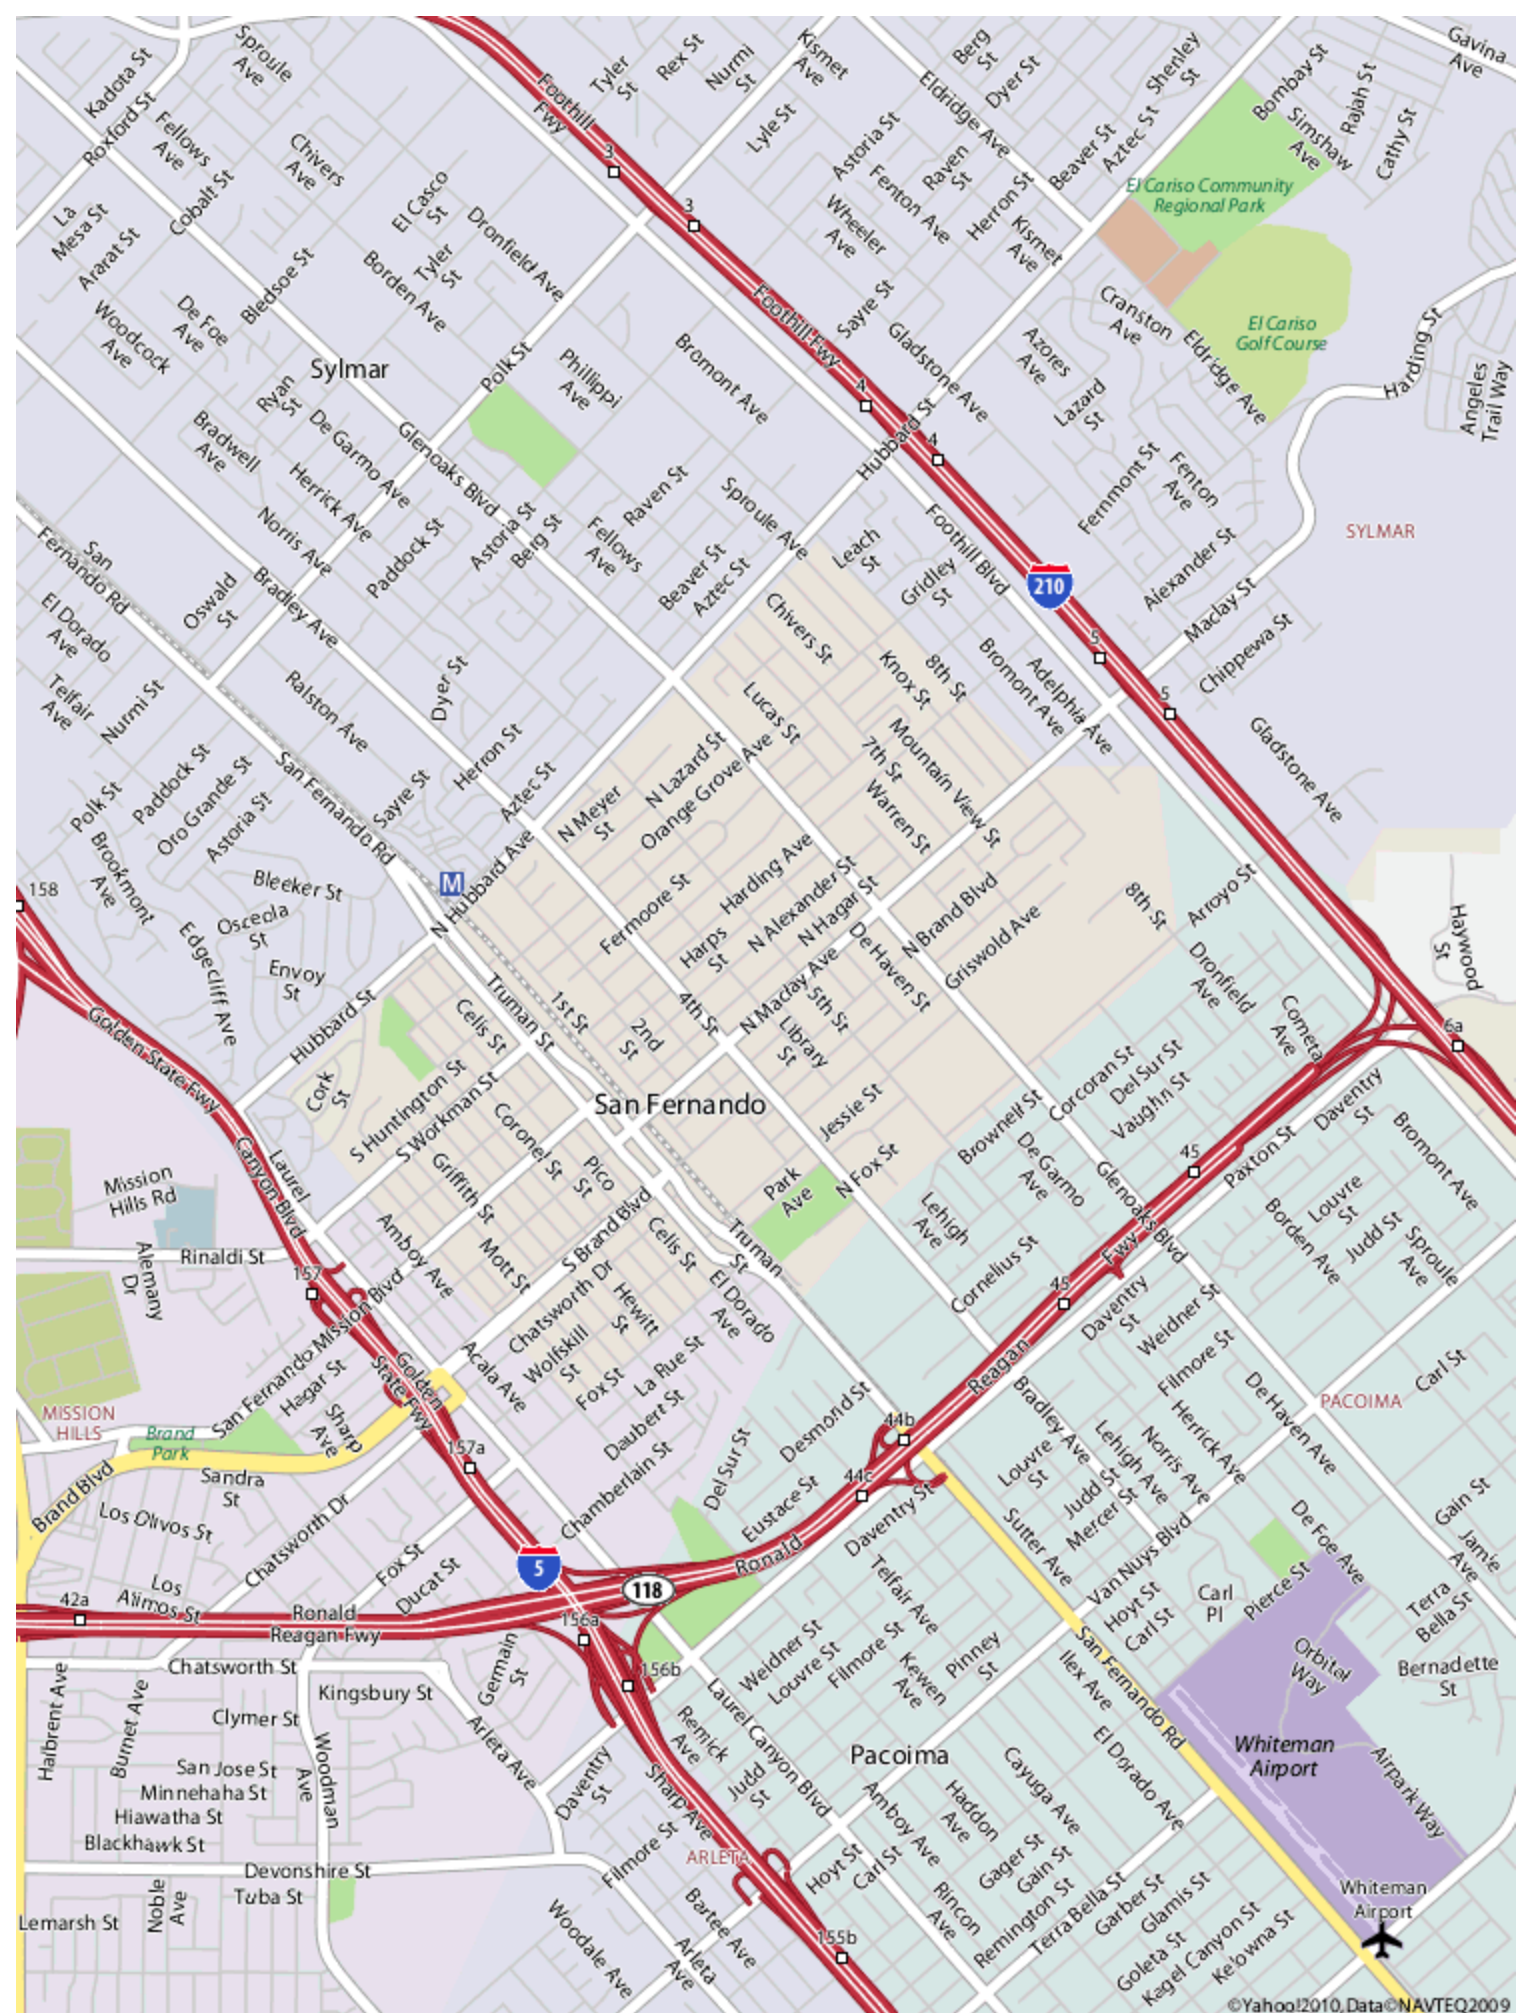 Kadota St
Sproule Ave
Tyler St
Rex St
Nurmi St
Kismet Ave
Berg St
Dyer St
Shenley St
Gavina Ave
Foothill Fwy
Eldridge Ave
Bombay St
Rajah St
Simshaw Ave
Cathy St
Roxford St
Fellows Ave
Chivers Ave
Lyle St
Astoria St
Raven St
Beaver St
Aztec St
3
El Cariso Community
Regional Park
La Mesa St
Cobalt St
El Casco St
Dronfield Ave
Fenton Ave
Herron St
Kismet Ave
3
Wheeler Ave
Ararat St
Tyler St
Borden Ave
Bledsoe St
De Foe Ave
Woodcock Ave
Foothill Fwy
Sayre St
Gladstone Ave
Cranston Ave
Azores Ave
El Cariso
Golf Course
Eldridge Ave
Harding St
Angeles Trail Way
Sylmar
Polk St
Phillippi Ave
Bromont Ave
4
Lazard St
Ryan St
De Garmo Ave
Bradwell Ave
Glenoaks Blvd
Hubbard St
4
Herrick Ave
Norris Ave
Raven St
Sproule Ave
Fernmont St
Fenton Ave
SYLMAR
San Fernando Rd
Paddock St
Astoria St
Berg St
Fellows Ave
Beaver St
Aztec St
Leach St
Gridley St
Foothill Blvd
210
Alexander St
Maclay St
Chippewa St
El Dorado Ave
Oswald St
Bradley Ave
Chivers St
Knox St
8th St
Bromont Ave
Adelphia Ave
5
5
Telfair Ave
Nurmi St
Ralston Ave
Dyer St
Lucas St
Gladstone Ave
Herron St
N Lazard St
Orange Grove Ave
7th St
Mountain View St
Warren St
Polk St
Paddock St
Oro Grande St
Astoria St
San Fernando Rd
Sayre St
Aztec St
N Meyer St
Brookmont Ave
Bleeker St
M
N Hubbard Ave
Fermoore St
Harding Ave
N Alexander St
N Hagar St
N Brand Blvd
Griswold Ave
8th St
Arroyo St
158
Osceola St
Edgecliff Ave
Envoy St
Harps St
De Haven St
Dronfield Ave
Haywood St
Golden State Fwy
Hubbard St
Celis St
Truman St
1st St
2nd St
4th St
N Maclay Ave
5th St
Library St
Cometa Ave
6a
Cork St
S Huntington St
S Workman St
San Fernando
Jessie St
Corcoran St
Del Sur St
Vaughn St
Daventry St
Laurel Canyon Blvd
Coronel St
Griffith St
Pico St
Park Ave
N Fox St
Brownell St
De Garmo Ave
Glenoaks Blvd
45
Paxton St
Bromont Ave
Mission Hills Rd
Rinaldi St
Alemany Dr
157
Amboy Ave
Mott St
S Brand Blvd
Celis St
Truman St
Lehigh Ave
Cornelius St
Louvre St
Borden Ave
Judd St
Sproule Ave
San Fernando Mission Blvd
Chatsworth Dr
Hewitt St
El Dorado Ave
45
Daventry St
Weidner St
Filmore St
Ronald Reagan Fwy
MISSION HILLS
Brand Park
Hagar St
Sharp Ave
Golden State Fwy
Acala Ave
Wolfskill St
Fox St
La Rue St
Daubert St
Chamberlain St
Desmond St
44b
Bradley Ave
De Haven Ave
PACOIMA
Carl St
Brand Blvd
Sandra St
157a
Del Sur St
Eustace St
44c
Daventry St
Louvre St
Lehigh Ave
Norris Ave
Herrick Ave
Judd St
Mercer St
Sutter Ave
Van Nuys Blvd
Gain St
Jamie Ave
De Foe Ave
Los Olivos St
Chatsworth Dr
Fox St
Ducat St
5
118
Telfair Ave
Hoyt St
Carl St
Carl Pl
Pierce St
Terra Bella St
42a
Los Alimos St
Ronald Reagan Fwy
156a
156b
Weidner St
Louvre St
Filmore St
Kewen Ave
Pinney St
Ilex Ave
San Fernando Rd
Orbital Way
Bernadette St
Haibrent Ave
Chatsworth St
Burnet Ave
Kingsbury St
Clymer St
Germain St
Arleta Ave
Remick Ave
Laurel Canyon Blvd
Pacoima
Whiteman
Airport
Airpark Way
San Jose St
Minnehaha St
Hiawatha St
Blackhawk St
Woodman Ave
Daventry St
Sharp Ave
Judd St
Amboy Ave
Haddon Ave
Cayuga Ave
El Dorado Ave
Devonshire St
Tuba St
Noble Ave
Lemarsh St
Filmore St
ARLETA
Hoyt St
Carl St
Gager St
Gain St
Rincon Ave
Remington St
Terra Bella St
Garber St
Glamis St
Whiteman
Airport
Woodale Ave
Bartee Ave
Arleta Ave
155b
Goleta St
Kagel Canyon St
Kelowna St
©Yahoo!2010, Data©NAVTEQ2009